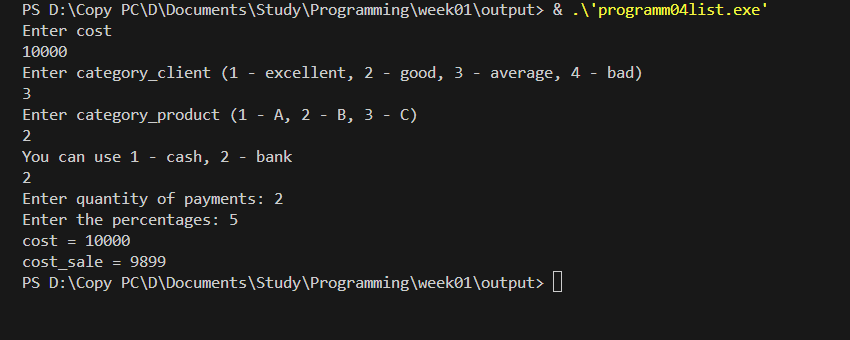 PS D:\Copy PC\D\Documents\Study\Programming\week01\output> & .\'programm04list.exe'
Enter cost
10000
Enter category_client (1 - excellent, 2 - good, 3 - average, 4 - bad)
3
Enter category_product (1 - A, 2 - B, 3 - C)
2
You can use 1 - cash, 2 - bank
2
Enter quantity of payments: 2
Enter the percentages: 5
cost = 10000
cost_sale = 9899
PS D:\Copy PC\D\Documents\Study\Programming\week01\output>